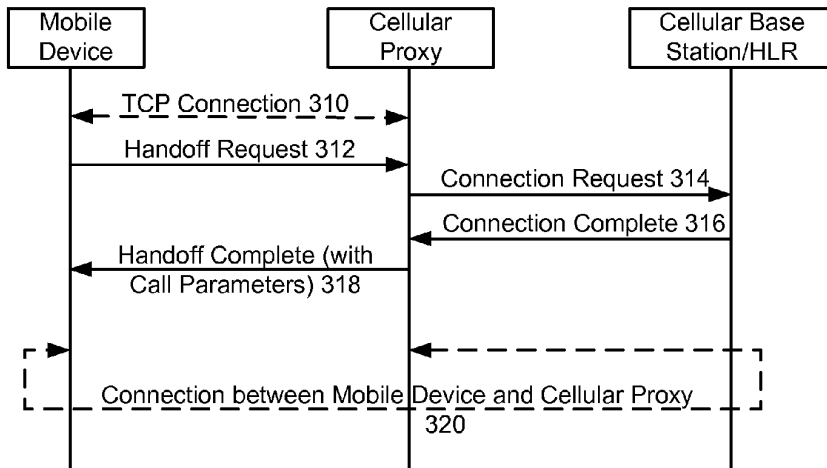 Mobile
Device
Cellular
Proxy
Cellular Base
Station/HLR
TCP Connection 310
Handoff Request 312
Connection Request 314
Connection Complete 316
Handoff Complete (with
Call Parameters) 318
Connection between Mobile Device and Cellular Proxy
320